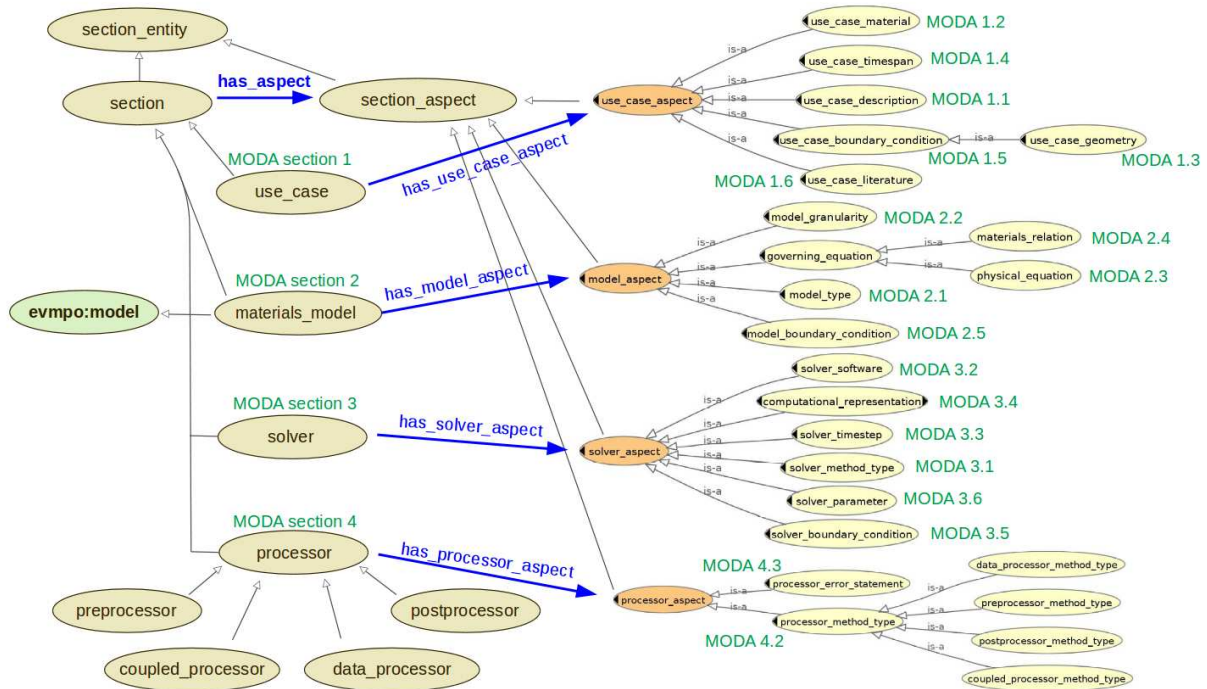 section_entity
section
has_aspect
section_aspect
MODA section 1
use_case
has_use_case_aspect
use_case_aspect
is-a
use_case_material
MODA 1.2
use_case_timespan
MODA 1.4
is-a
use_case_description
MODA 1.1
is-a
is-a
use_case_boundary_condition
MODA 1.5
is-a
use_case_geometry
MODA 1.3
is-a
MODA 1.6
use_case_literature
MODA section 2
evmpo:model
materials_model
has_model_aspect
model_aspect
is-a
model_granularity
MODA 2.2
is-a
governing_equation
is-a
materials_relation
MODA 2.4
is-a
physical_equation
MODA 2.3
is-a
model_type
MODA 2.1
is-a
model_boundary_condition
MODA 2.5
MODA section 3
solver
has_solver_aspect
solver_aspect
is-a
solver_software
MODA 3.2
is-a
computational_representation
MODA 3.4
is-a
solver_timestep
MODA 3.3
is-a
solver_method_type
MODA 3.1
is-a
solver_parameter
MODA 3.6
is-a
solver_boundary_condition
MODA 3.5
MODA section 4
processor
has_processor_aspect
preprocessor
postprocessor
coupled_processor
data_processor
processor_aspect
MODA 4.3
is-a
processor_error_statement
is-a
processor_method_type
MODA 4.2
is-a
data_processor_method_type
is-a
preprocessor_method_type
is-a
postprocessor_method_type
is-a
coupled_processor_method_type